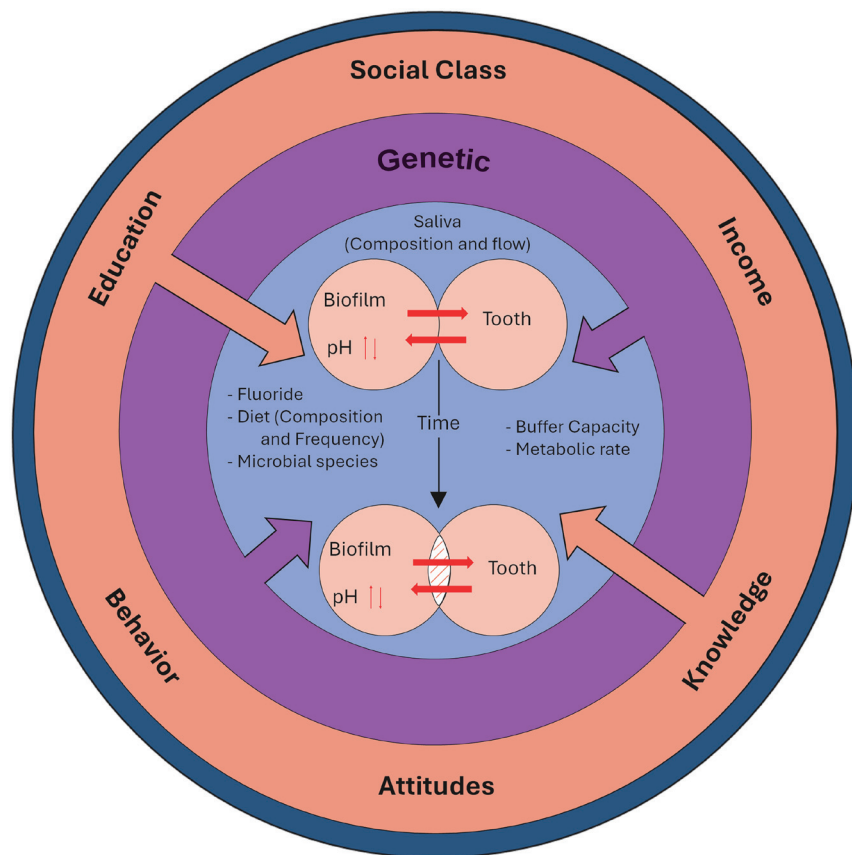 Social Class
Genetic
Education
Income
Saliva
(Composition and flow)
Biofilm
pH
Tooth
- Fluoride
- Diet (Composition
and Frequency)
- Microbial species
Time
- Buffer Capacity
- Metabolic rate
Biofilm
pH
Tooth
Behavior
Knowledge
Attitudes